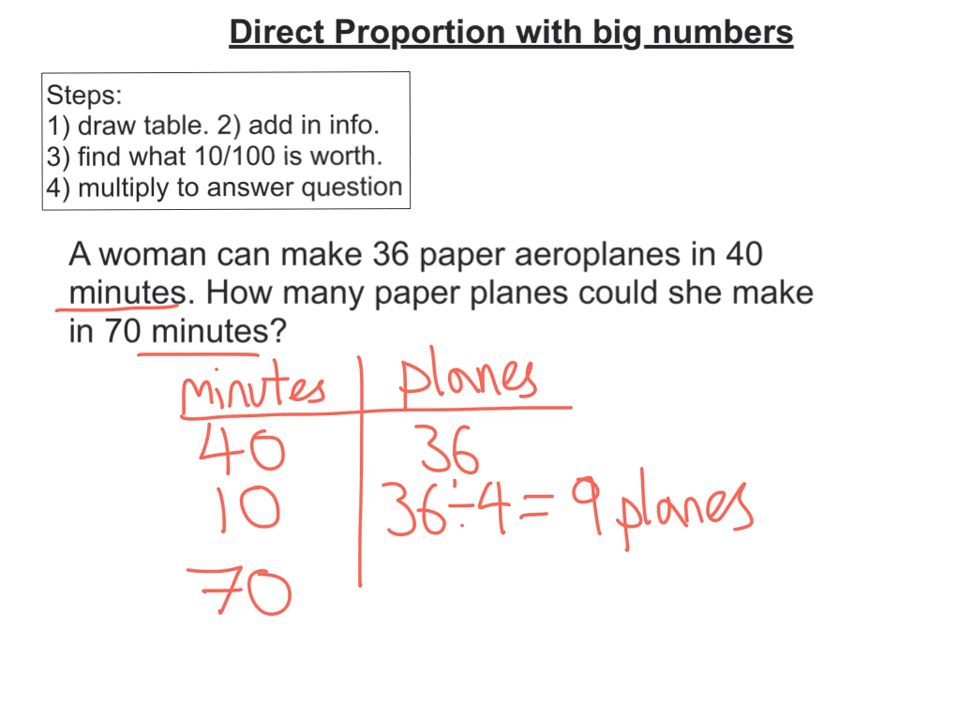 Direct Proportion with big numbers
Steps:
1) draw table. 2) add in info.
3) find what 10/100 is worth.
4) multiply to answer question
A woman can make 36 paper aeroplanes in 40
minutes. How many paper planes could she make
in 70 minutes?
minutes planes
40 36
10 36÷4= 9 planes
70